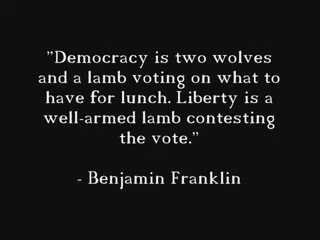 "Democracy is two wolves
and a lamb voting on what to
have for lunch. Liberty is a
well-armed lamb contesting
the vote."
- Benjamin Franklin